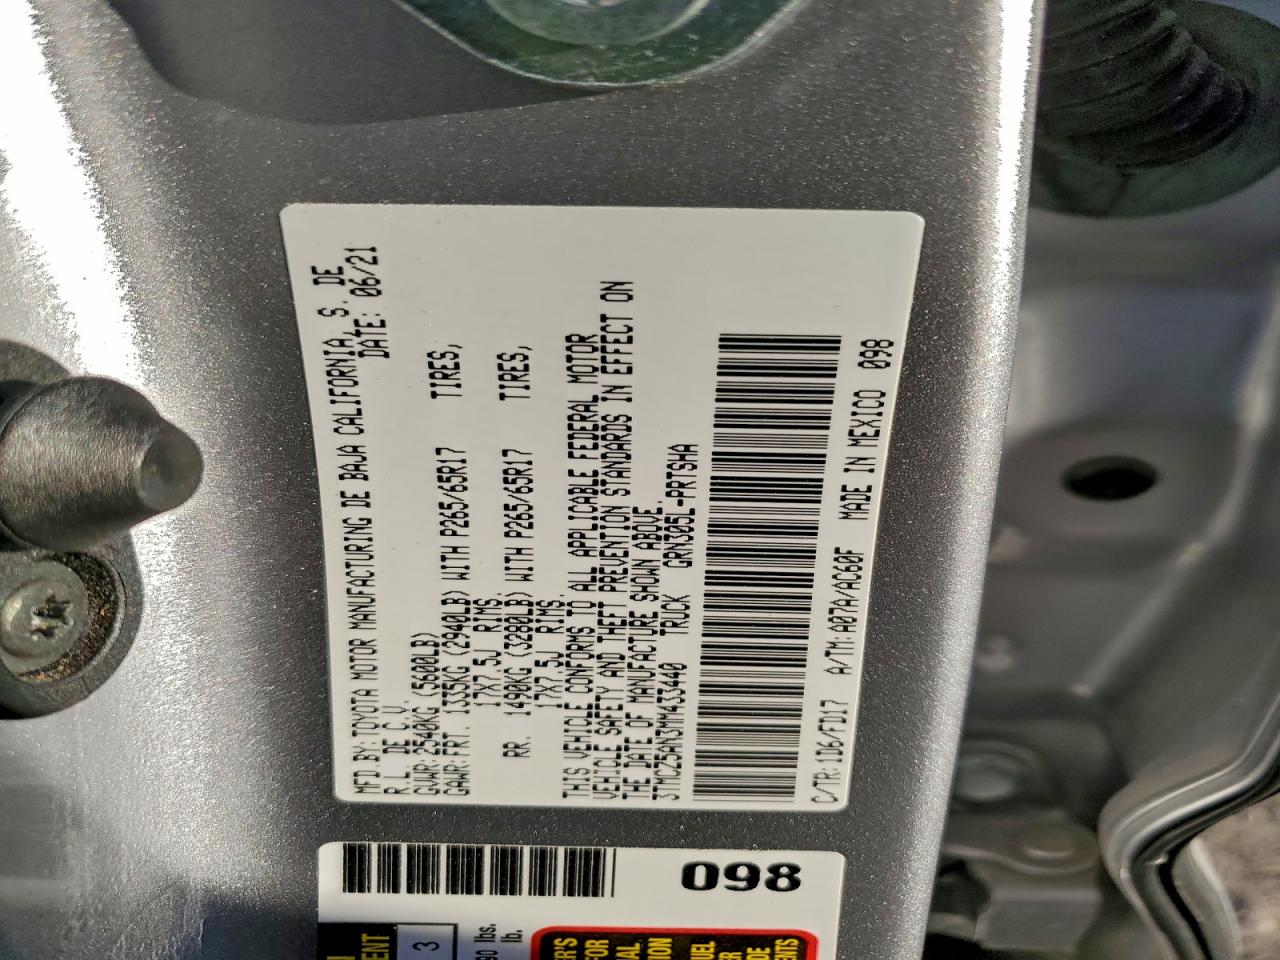 MFD BY: TOYOTA MOTOR MANUFACTURING DE BAJA CALIFORNIA, S. DE
R.L. DE C.V. DATE: 06/21
GVWR: 2540KG (5600LB)
GAWR: FRT. 1335KG (2940LB) WITH P265/65R17 TIRES,
17X7.5J RIMS.
RR. 1490KG (3280LB) WITH P265/65R17 TIRES,
17X7.5J RIMS.
THIS VEHICLE CONFORMS TO ALL APPLICABLE FEDERAL MOTOR
VEHICLE SAFETY AND THEFT PREVENTION STANDARDS IN EFFECT ON
THE DATE OF MANUFACTURE SHOWN ABOVE.
3TMCZ5AN3MM433440 TRUCK GRN305L-PRTSHA
C/TR: 1D6/FD17 A/TM: A07A/AC60F MADE IN MEXICO 098
098
3
lbs.
lb.